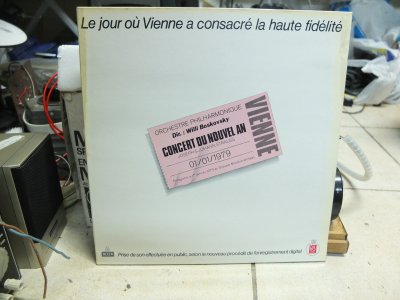 Le jour où Vienne a consacré la haute fidélité
ORCHESTRE PHILHARMONIQUE
Dir. : Willi Boskovsky
CONCERT DU NOUVEL AN
VIENNE
01/01/1979
DECCA
Prise de son effectuée en public, selon le nouveau procédé de l'enregistrement digital